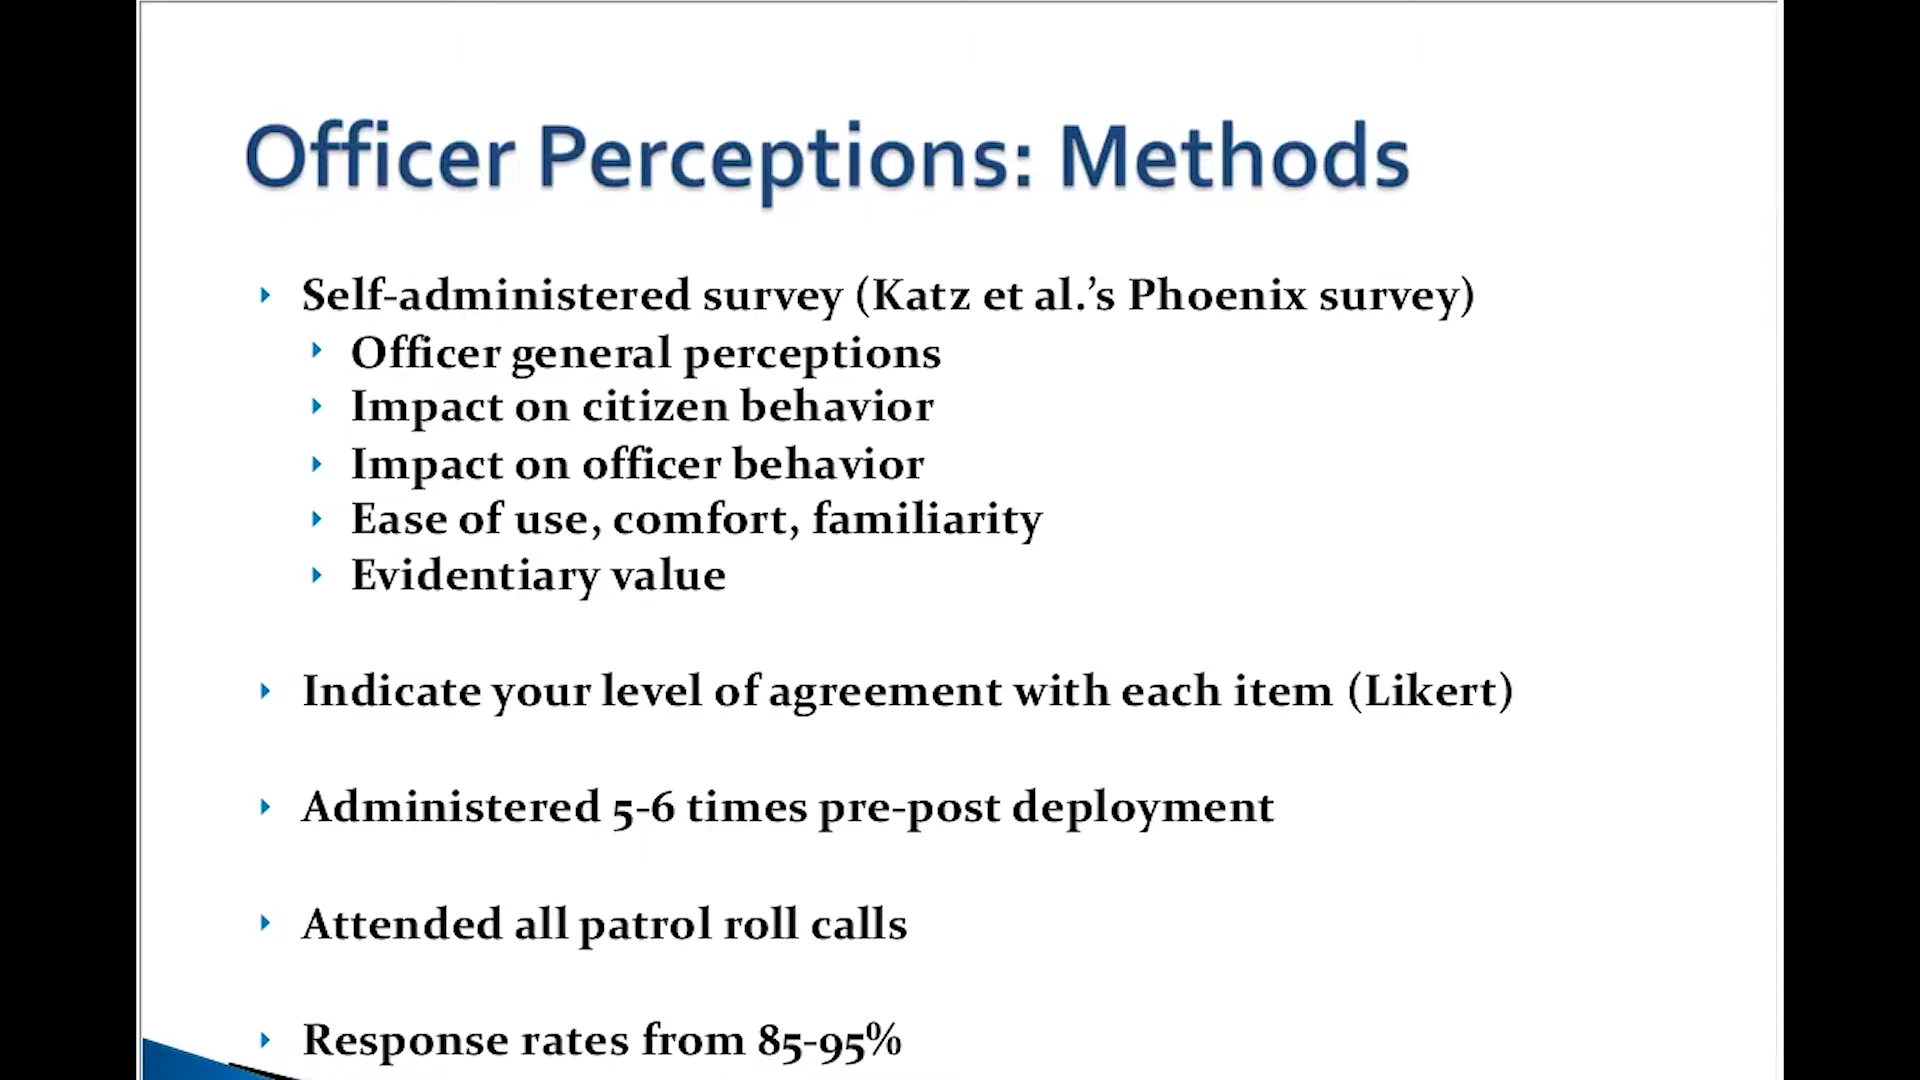 Officer Perceptions: Methods
Self-administered survey (Katz et al.’s Phoenix survey)
Officer general perceptions
Impact on citizen behavior
Impact on officer behavior
Ease of use, comfort, familiarity
Evidentiary value
Indicate your level of agreement with each item (Likert)
Administered 5-6 times pre-post deployment
Attended all patrol roll calls
Response rates from 85-95%